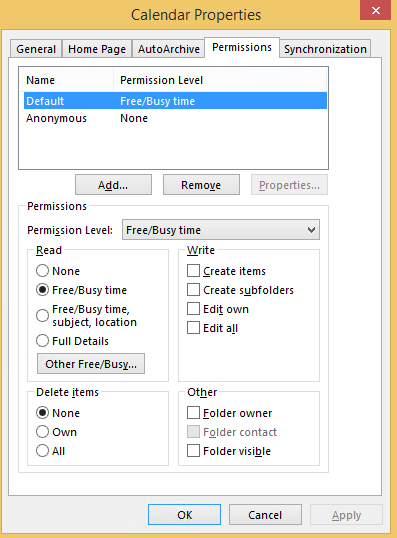 Calendar Properties
General Home Page AutoArchive Permissions Synchronization
Name Permission Level
Default Free/Busy time
Anonymous None
Add... Remove Properties...
Permissions
Permission Level: Free/Busy time
Read
None
Free/Busy time
Free/Busy time,
subject, location
Full Details
Other Free/Busy...
Write
Create items
Create subfolders
Edit own
Edit all
Delete items
None
Own
All
Other
Folder owner
Folder contact
Folder visible
OK Cancel Apply